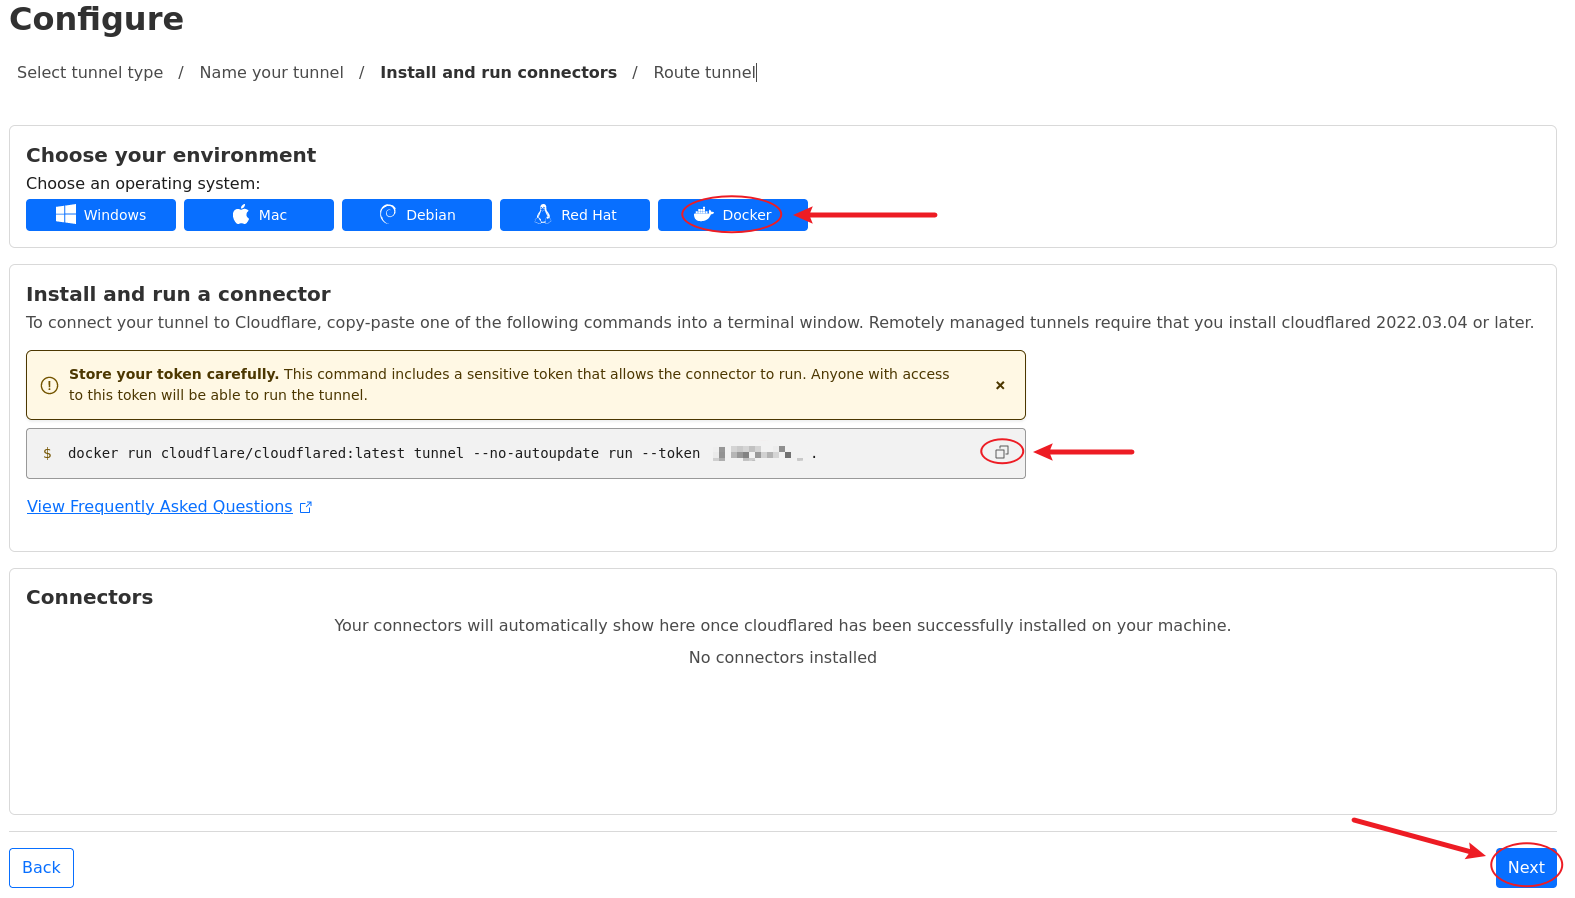 Configure
Select tunnel type / Name your tunnel / Install and run connectors / Route tunnel
Choose your environment
Choose an operating system:
Windows Mac Debian Red Hat Docker
Install and run a connector
To connect your tunnel to Cloudflare, copy-paste one of the following commands into a terminal window. Remotely managed tunnels require that you install cloudflared 2022.03.04 or later.
Store your token carefully. This command includes a sensitive token that allows the connector to run. Anyone with access
to this token will be able to run the tunnel.
$ docker run cloudflare/cloudflared:latest tunnel --no-autoupdate run --token
View Frequently Asked Questions
Connectors
Your connectors will automatically show here once cloudflared has been successfully installed on your machine.
No connectors installed
Back Next